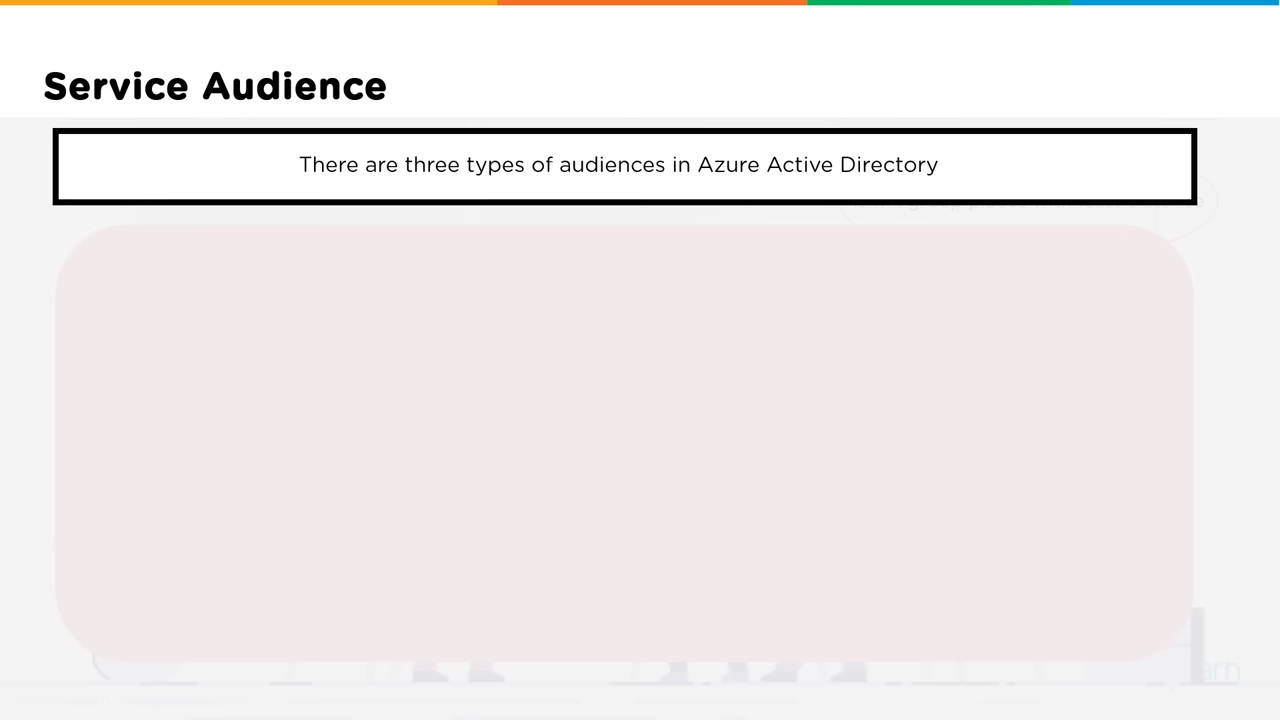 Service Audience
There are three types of audiences in Azure Active Directory